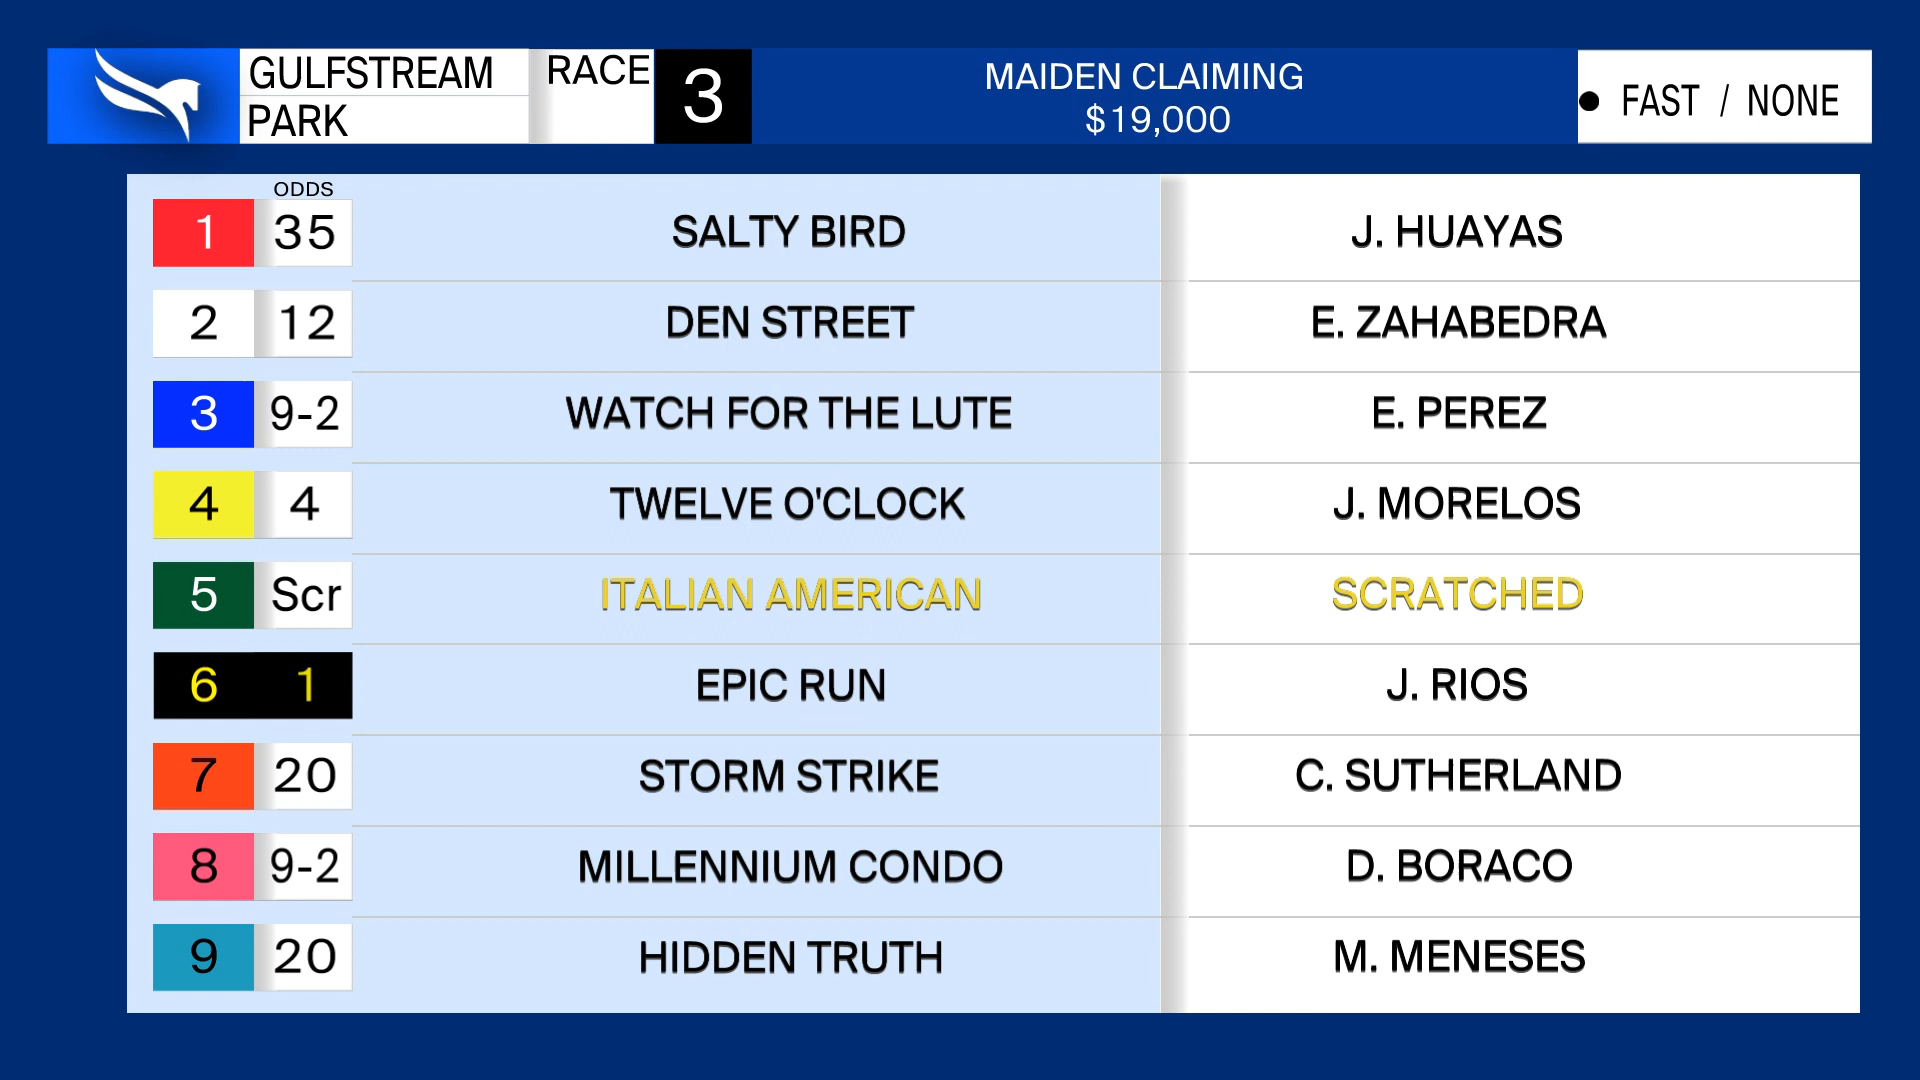 GULFSTREAM PARK
RACE 3
MAIDEN CLAIMING
$19,000
• FAST / NONE
ODDS
1 35 SALTY BIRD J. HUAYAS
2 12 DEN STREET E. ZAHABEDRA
3 9-2 WATCH FOR THE LUTE E. PEREZ
4 4 TWELVE O'CLOCK J. MORELOS
5 Scr ITALIAN AMERICAN SCRATCHED
6 1 EPIC RUN J. RIOS
7 20 STORM STRIKE C. SUTHERLAND
8 9-2 MILLENNIUM CONDO D. BORACO
9 20 HIDDEN TRUTH M. MENESES